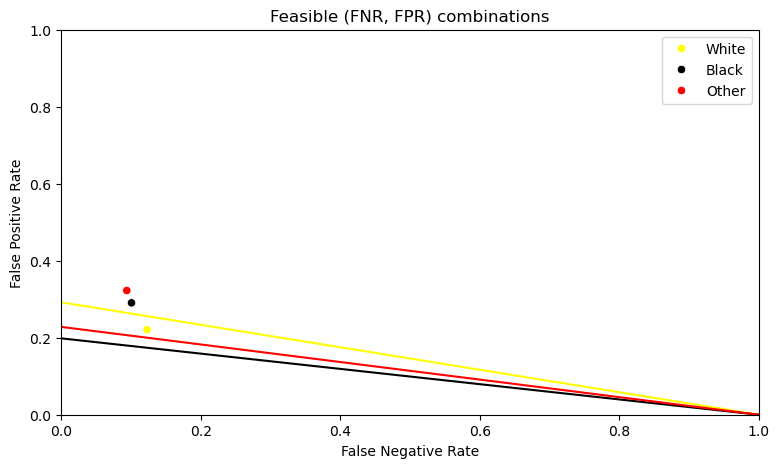 Feasible (FNR, FPR) combinations
1.0
0.8
0.6
0.4
0.2
0.0
False Positive Rate
White
Black
Other
0.0 0.2 0.4 0.6 0.8 1.0
False Negative Rate